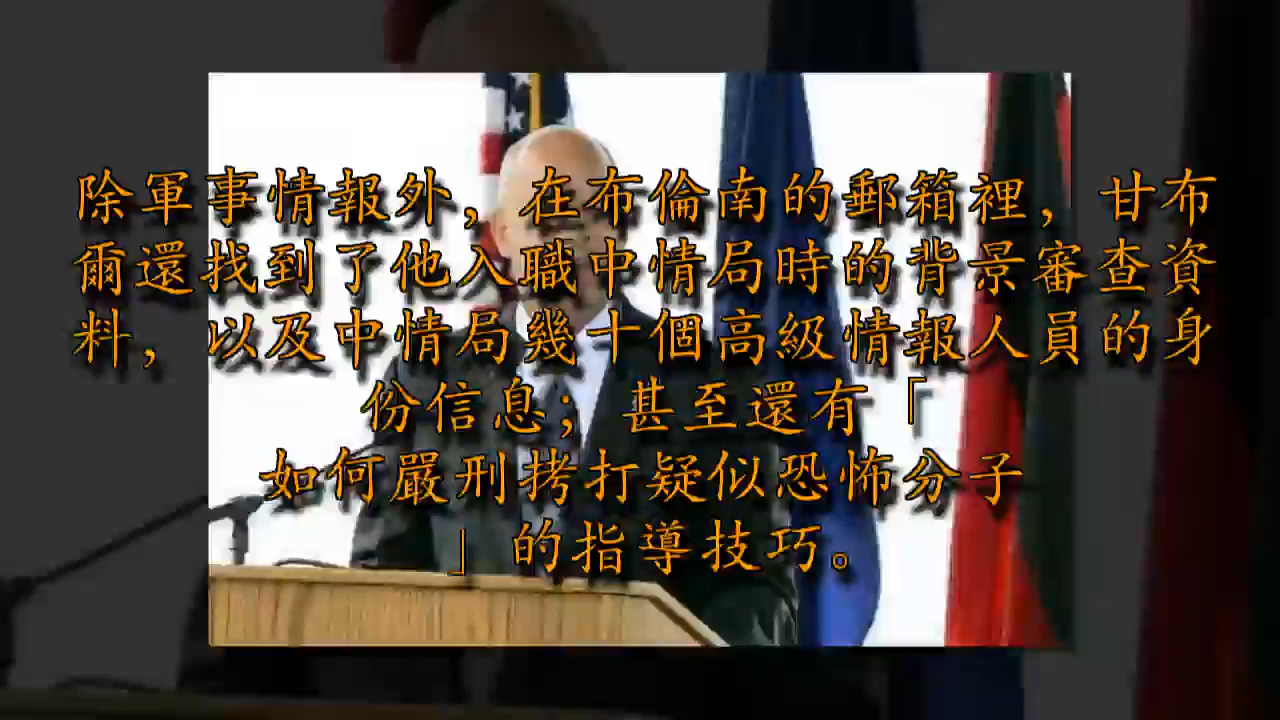 除軍事情報外，在布倫南的郵箱裡，甘布
爾還找到了他入職中情局時的背景審查資
料，以及中情局幾十個高級情報人員的身
份信息；甚至還有「
如何嚴刑拷打疑似恐怖分子
」的指導技巧。